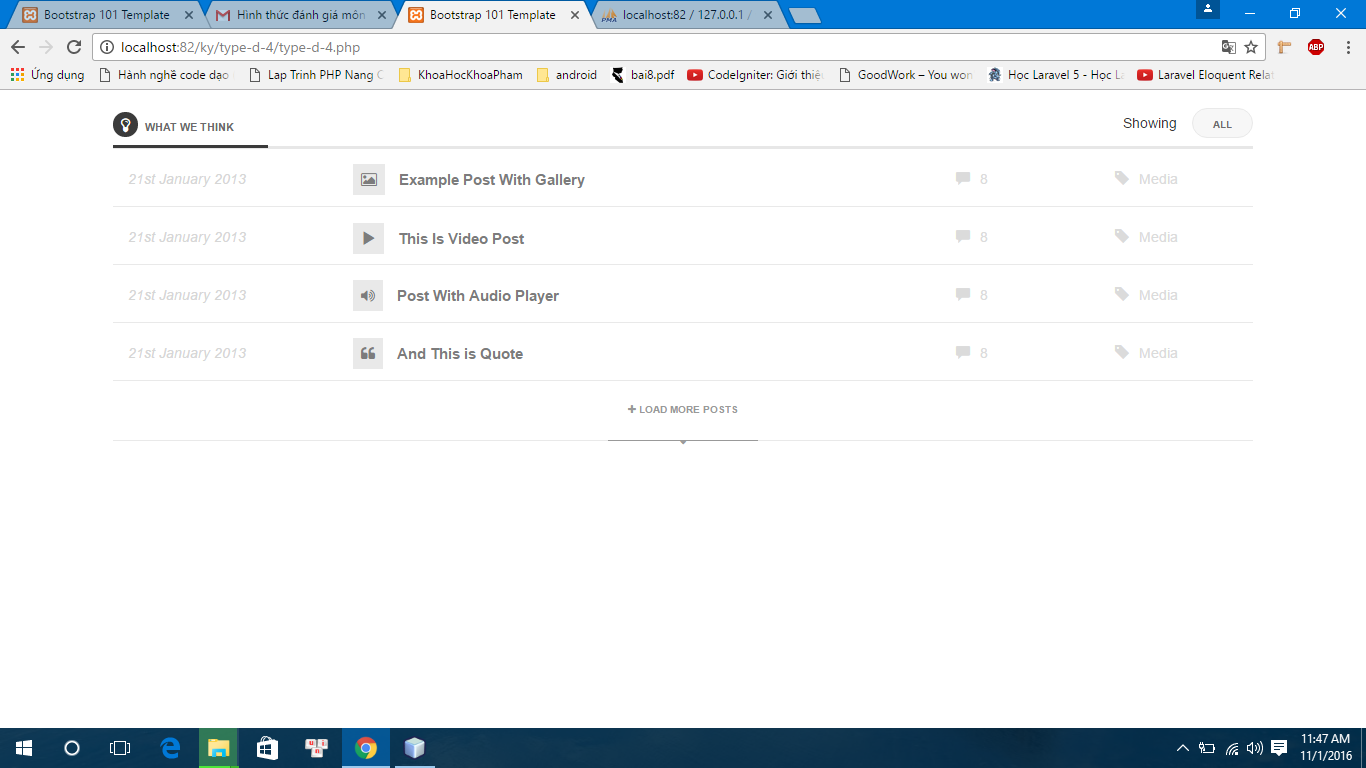 Bootstrap 101 Template
Hình thức đánh giá môn
Bootstrap 101 Template
PMA
localhost:82 / 127.0.0.1 /
localhost:82/ky/type-d-4/type-d-4.php
ABP
Ứng dụng
Hành nghề code dạo
Lap Trinh PHP Nang C
KhoaHocKhoaPham
android
bai8.pdf
CodeIgniter: Giới thiệu
GoodWork – You won
Học Laravel 5 - Học L
Laravel Eloquent Rela
WHAT WE THINK
Showing
ALL
21st January 2013
Example Post With Gallery
8
Media
21st January 2013
This Is Video Post
8
Media
21st January 2013
Post With Audio Player
8
Media
21st January 2013
And This is Quote
8
Media
LOAD MORE POSTS
11:47 AM
11/1/2016